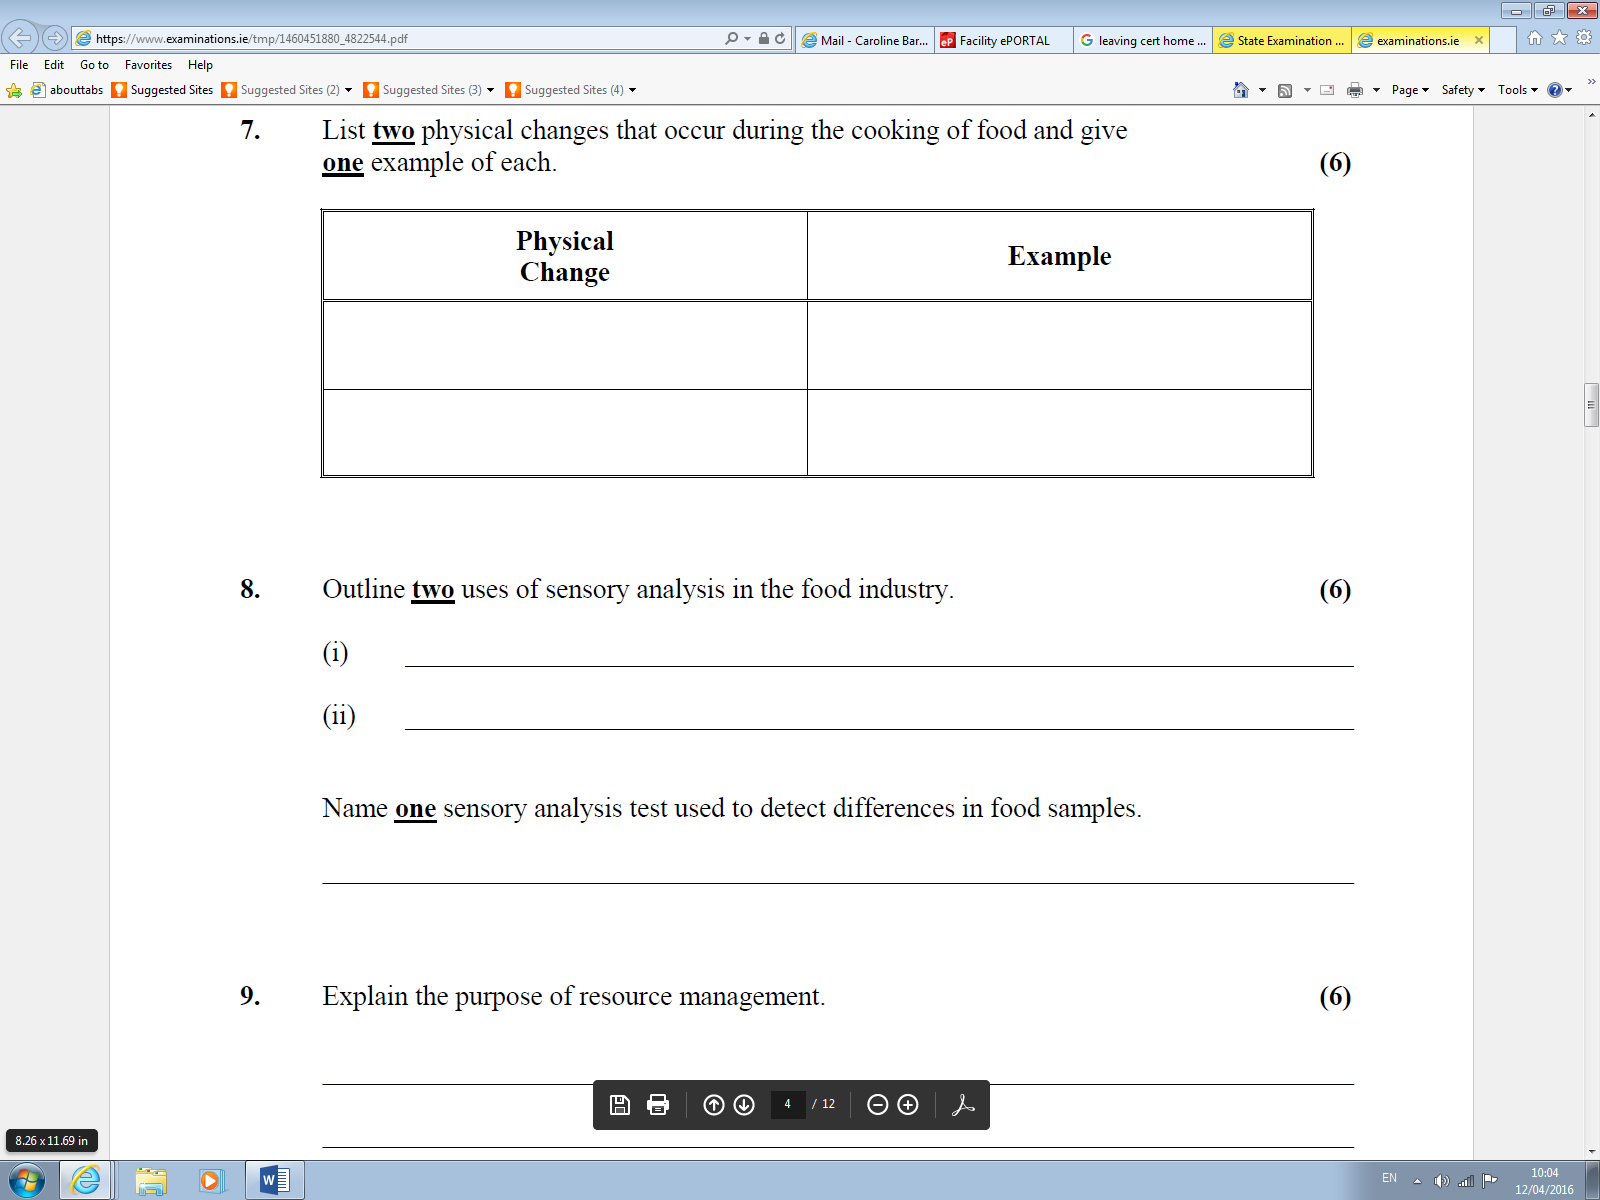 https://www.examinations.ie/tmp/1460451880_4822544.pdf
Mail - Caroline Bar...
Facility ePORTAL
leaving cert home ...
State Examination ...
examinations.ie
File Edit Go to Favorites Help
abouttabs Suggested Sites Suggested Sites (2) Suggested Sites (3) Suggested Sites (4)
Page Safety Tools
7. List two physical changes that occur during the cooking of food and give
one example of each. (6)
Physical
Change
Example
8. Outline two uses of sensory analysis in the food industry. (6)
(i)
(ii)
Name one sensory analysis test used to detect differences in food samples.
9. Explain the purpose of resource management. (6)
4 / 12
8.26 x 11.69 in
EN
10:04
12/04/2016